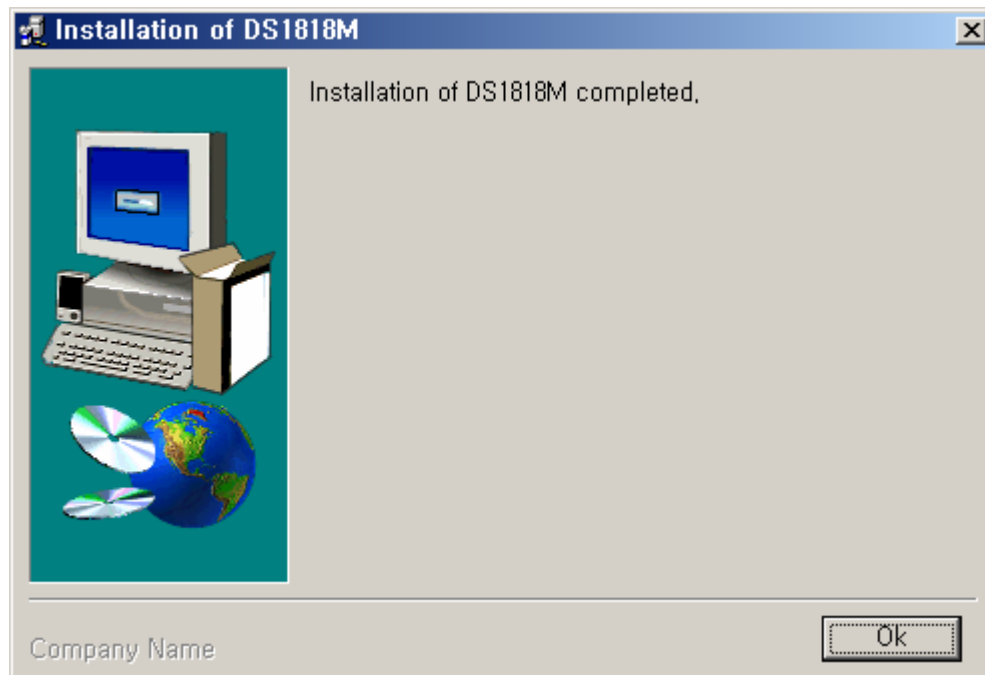 Installation of DS1818M
Installation of DS1818M completed,
Company Name
Ok